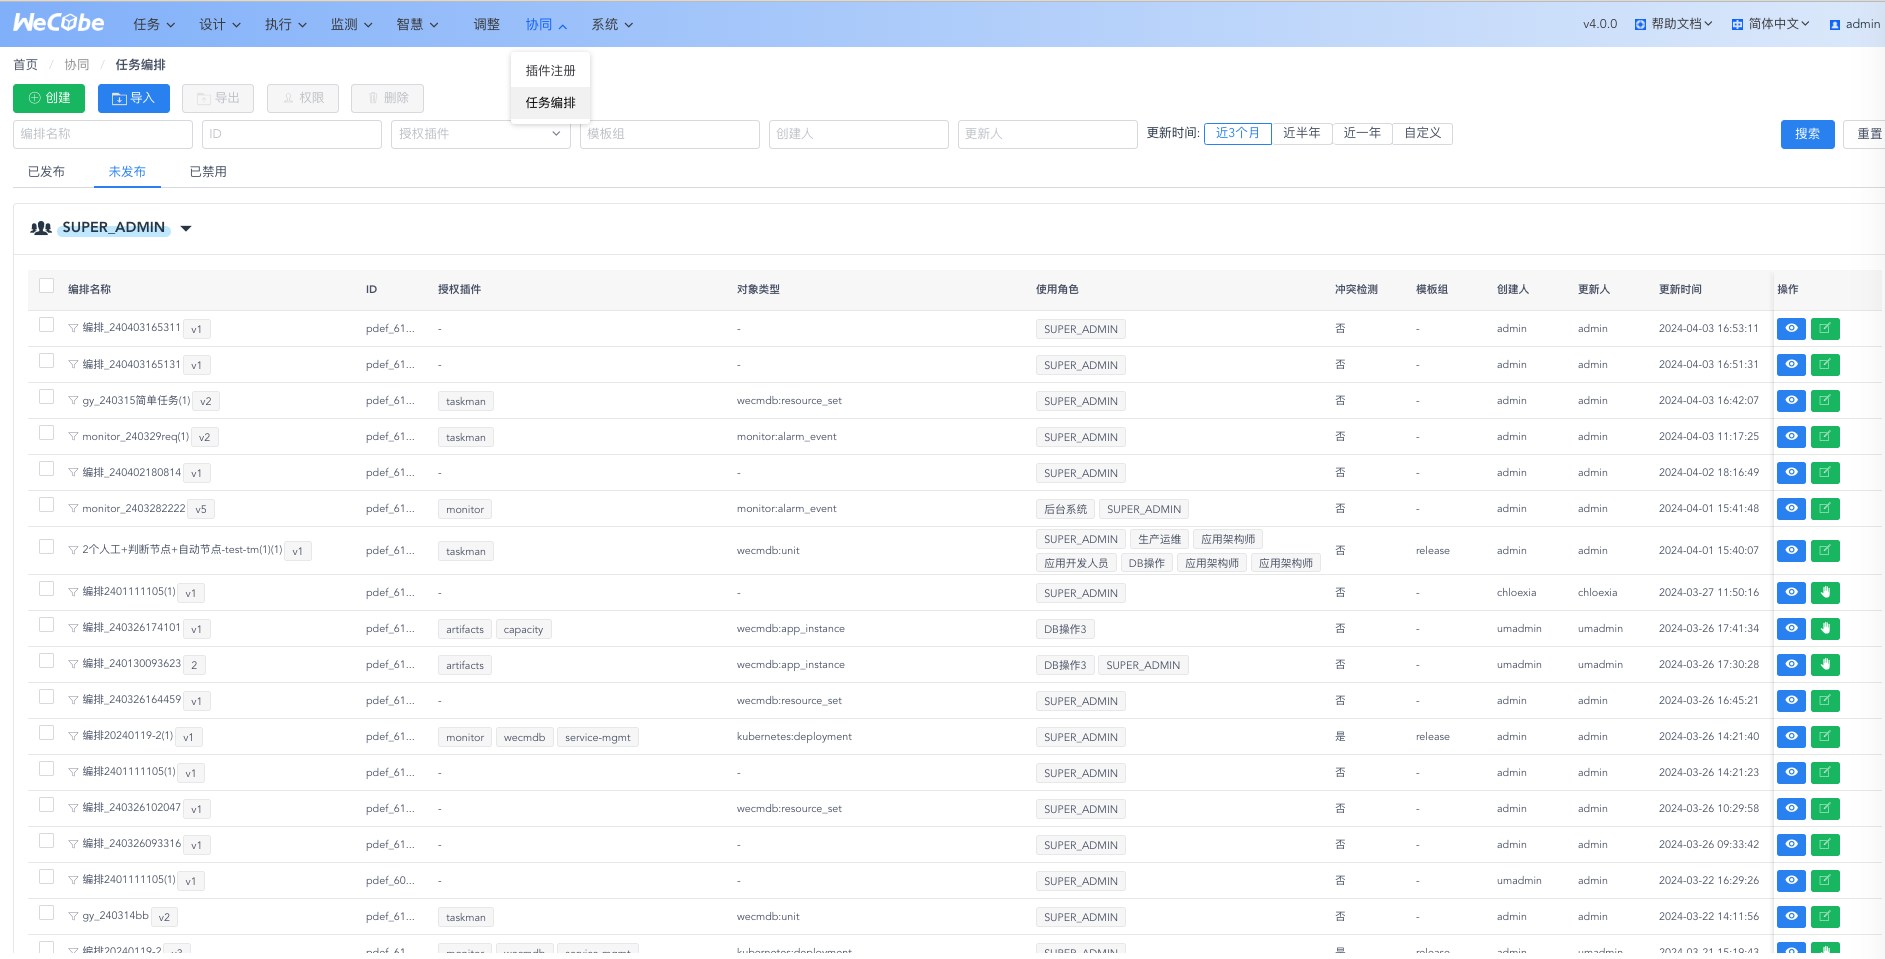 WeCube 任务 设计 执行 监测 智慧 调整 协同 系统 v4.0.0 帮助文档 简体中文 admin
首页 / 协同 / 任务编排
插件注册
任务编排
创建 导入 导出 权限 删除
编排名称 ID 授权插件 模板组 创建人 更新人 更新时间: 近3个月 近半年 近一年 自定义 搜索 重置
已发布 未发布 已禁用
SUPER_ADMIN
编排名称 ID 授权插件 对象类型 使用角色 冲突检测 模板组 创建人 更新人 更新时间 操作
编排_240403165311 v1 pdef_61... - - SUPER_ADMIN 否 - admin admin 2024-04-03 16:53:11
编排_240403165131 v1 pdef_61... - - SUPER_ADMIN 否 - admin admin 2024-04-03 16:51:31
gy_240315简单任务(1) v2 pdef_61... taskman wecmdb:resource_set SUPER_ADMIN 否 - admin admin 2024-04-03 16:42:07
monitor_240329req(1) v2 pdef_61... taskman monitor:alarm_event SUPER_ADMIN 否 - admin admin 2024-04-03 11:17:25
编排_240402180814 v1 pdef_61... - - SUPER_ADMIN 否 - admin admin 2024-04-02 18:16:49
monitor_2403282222 v5 pdef_61... monitor monitor:alarm_event 后台系统 SUPER_ADMIN 否 - admin admin 2024-04-01 15:41:48
2个人工+判断节点+自动节点-test-tm(1)(1) v1 pdef_61... taskman wecmdb:unit SUPER_ADMIN 生产运维 应用架构师 否 release admin admin 2024-04-01 15:40:07
应用开发人员 DB操作 应用架构师 应用架构师
编排2401111105(1) v1 pdef_61... - - SUPER_ADMIN 否 - chloexia chloexia 2024-03-27 11:50:16
编排_240326174101 v1 pdef_61... artifacts capacity wecmdb:app_instance DB操作3 否 - umadmin umadmin 2024-03-26 17:41:34
编排_240130093623 2 pdef_61... artifacts wecmdb:app_instance DB操作3 SUPER_ADMIN 否 - umadmin umadmin 2024-03-26 17:30:28
编排_240326164459 v1 pdef_61... - wecmdb:resource_set SUPER_ADMIN 否 - admin admin 2024-03-26 16:45:21
编排20240119-2(1) v1 pdef_61... monitor wecmdb service-mgmt kubernetes:deployment SUPER_ADMIN 是 release admin admin 2024-03-26 14:21:40
编排2401111105(1) v1 pdef_61... - - SUPER_ADMIN 否 - admin admin 2024-03-26 14:21:23
编排_240326102047 v1 pdef_61... - wecmdb:resource_set SUPER_ADMIN 否 - admin admin 2024-03-26 10:29:58
编排_240326093316 v1 pdef_61... - - SUPER_ADMIN 否 - admin admin 2024-03-26 09:33:42
编排2401111105(1) v1 pdef_60... - - SUPER_ADMIN 否 - umadmin admin 2024-03-22 16:29:26
gy_240314bb v2 pdef_61... taskman wecmdb:unit SUPER_ADMIN 否 - admin admin 2024-03-22 14:11:56
编排20240119-2 pdef_61... monitor wecmdb service-mgmt kubernetes:deployment SUPER_ADMIN 是 release admin umadmin 2024-03-21 15:19:43